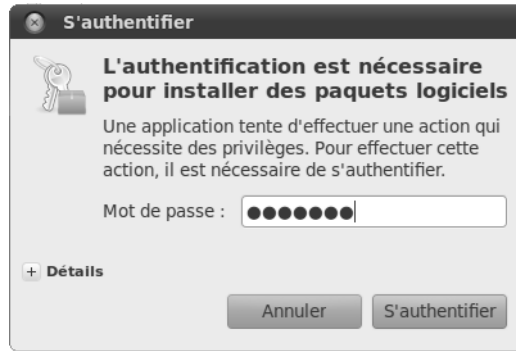 S'authentifier
L'authentification est nécessaire
pour installer des paquets logiciels
Une application tente d'effectuer une action qui
nécessite des privilèges. Pour effectuer cette
action, il est nécessaire de s'authentifier.
Mot de passe : ●●●●●●●
+ Détails
Annuler S'authentifier